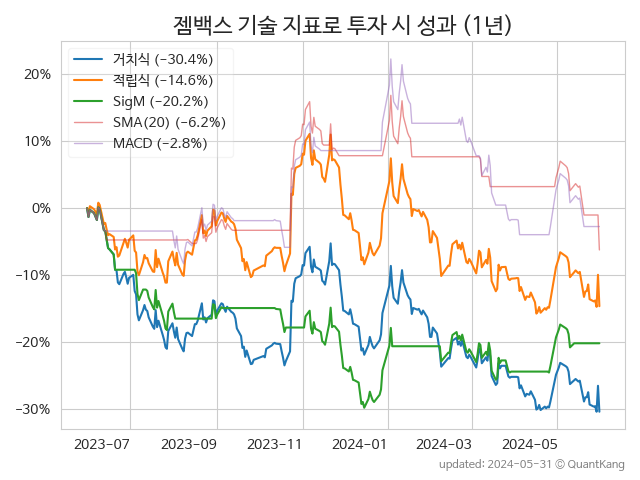 젬백스 기술 지표로 투자 시 성과 (1년)
거치식 (−30.4%)
적립식 (−14.6%)
SigM (−20.2%)
SMA(20) (−6.2%)
MACD (−2.8%)
20%
10%
0%
−10%
−20%
−30%
2023-07 2023-09 2023-11 2024-01 2024-03 2024-05
updated: 2024-05-31 © QuantKang